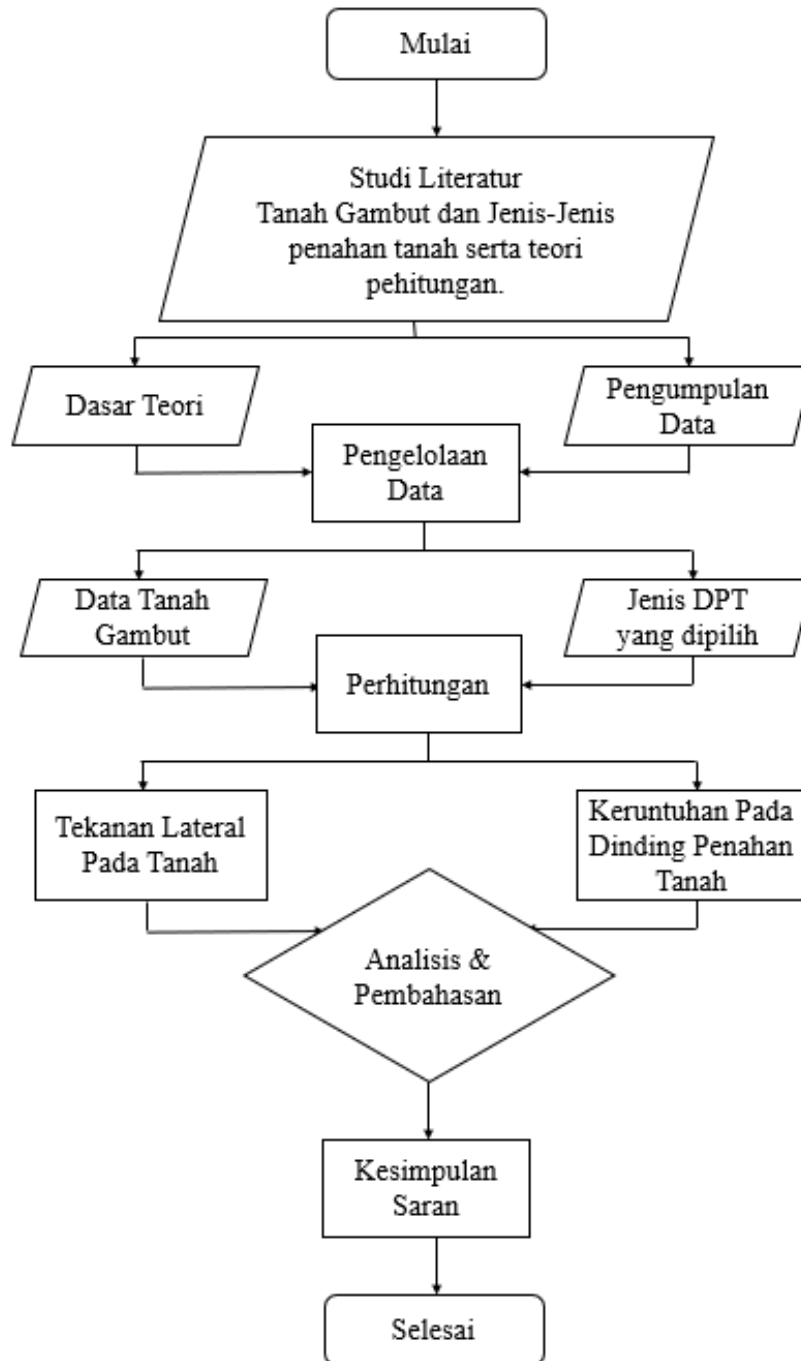 Mulai
Studi Literatur
Tanah Gambut dan Jenis-Jenis
penahan tanah serta teori
pehitungan.
Dasar Teori
Pengumpulan
Data
Pengelolaan
Data
Data Tanah
Gambut
Jenis DPT
yang dipilih
Perhitungan
Tekanan Lateral
Pada Tanah
Keruntuhan Pada
Dinding Penahan
Tanah
Analisis &
Pembahasan
Kesimpulan
Saran
Selesai